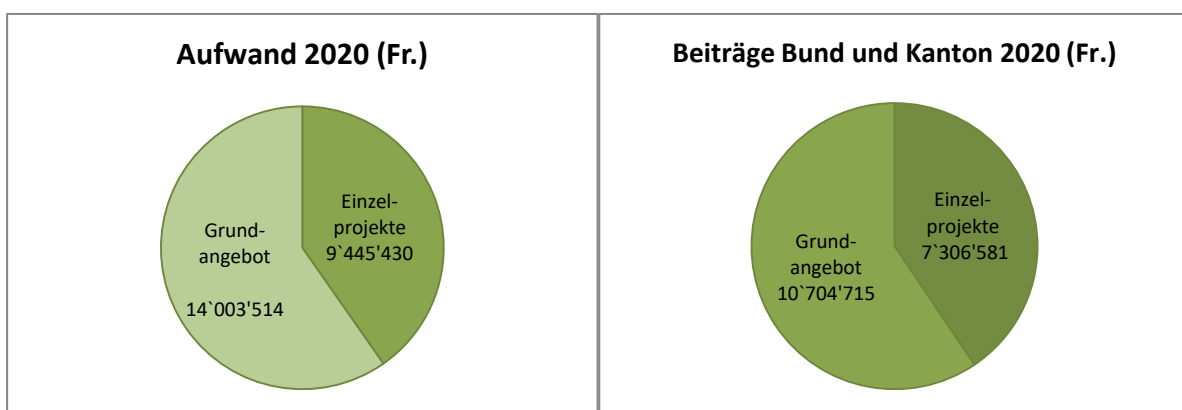 Aufwand 2020 (Fr.)
Einzel-
projekte
9`445'430
Grund-
angebot
14`003'514
Beiträge Bund und Kanton 2020 (Fr.)
Einzel-
projekte
7`306'581
Grund-
angebot
10`704'715